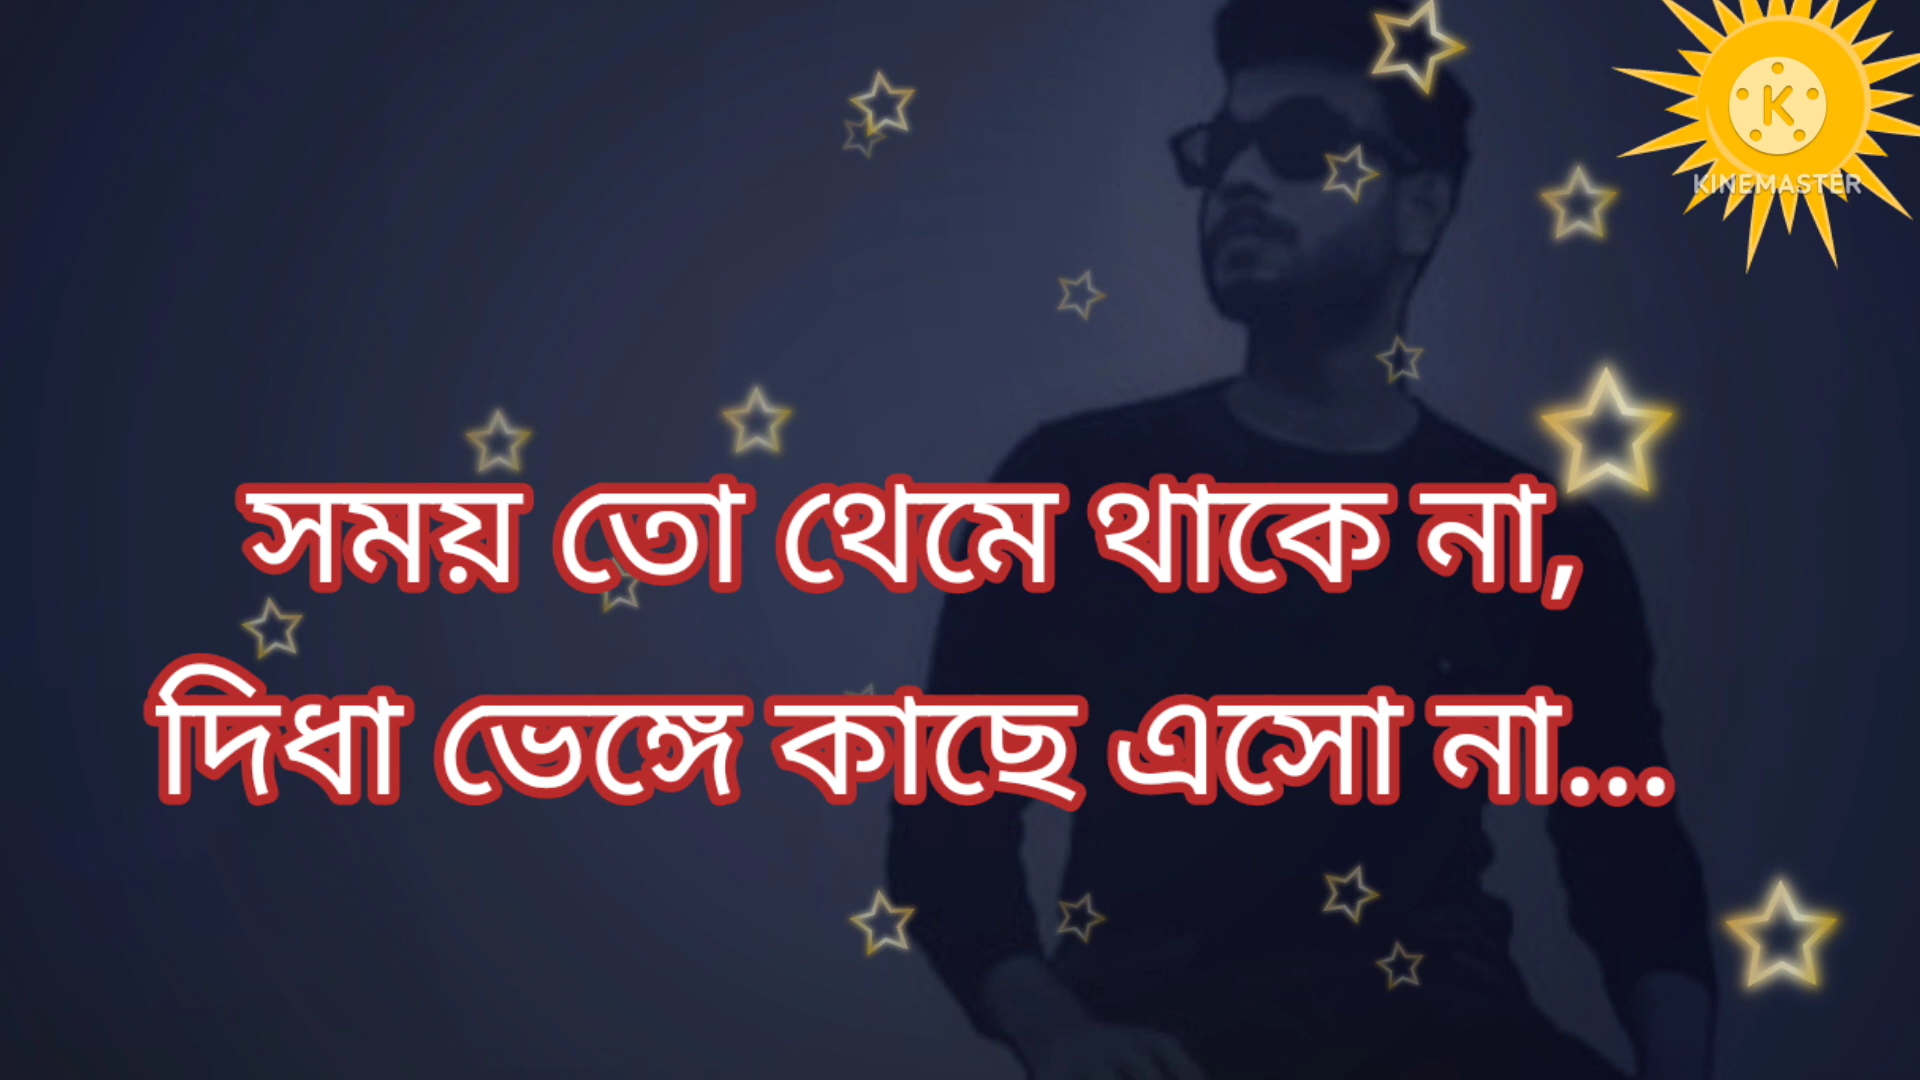 K
KINEMASTER
সময় তো থেমে থাকে না,
দিধা ভেঙ্গে কাছে এসো না...